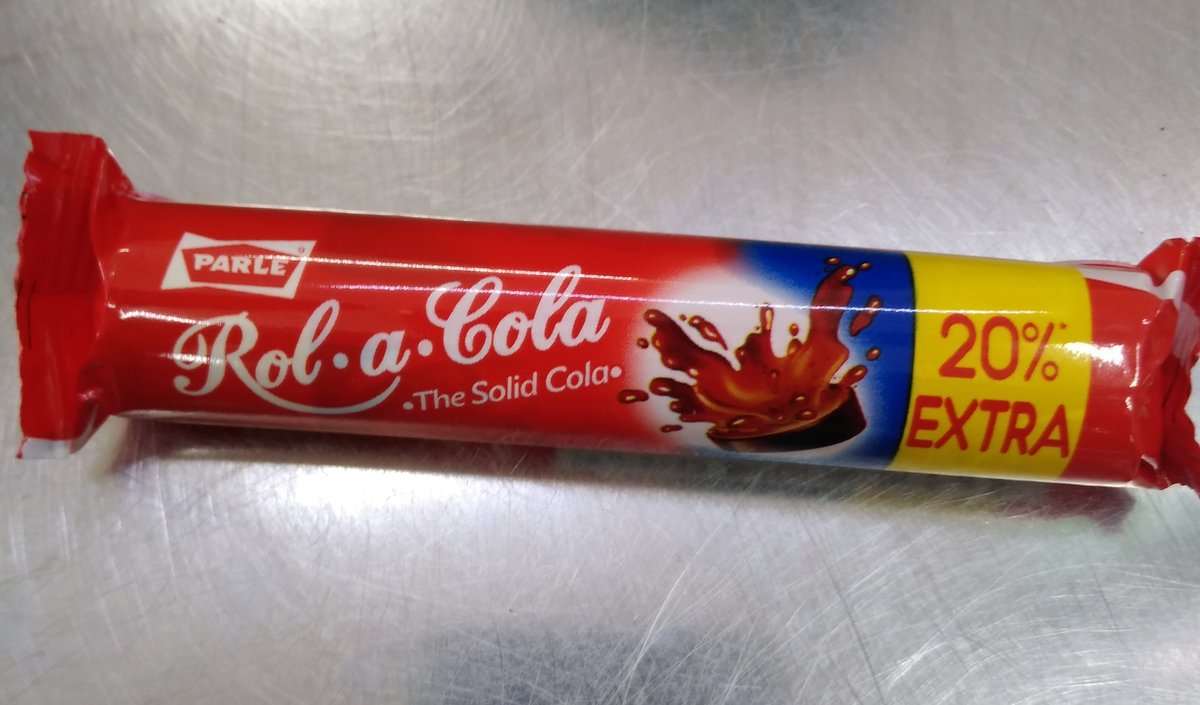 PARLE®
Rol·a·Cola
•The Solid Cola•
20%*
EXTRA